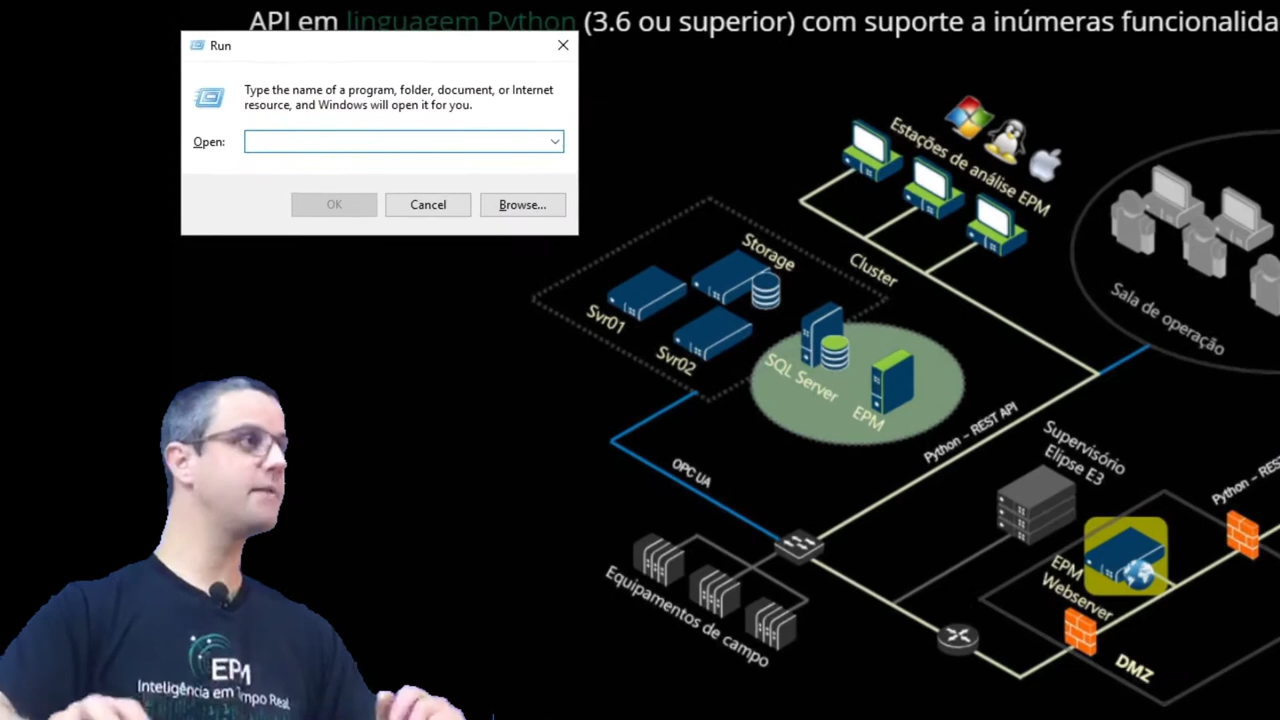 API em linguagem Python (3.6 ou superior) com suporte a inúmeras funcionalida
Run
Type the name of a program, folder, document, or Internet
resource, and Windows will open it for you.
Open:
OK
Cancel
Browse...
Estações de análise EPM
Storage
Cluster
Svr01
Svr02
SQL Server
EPM
Sala de operação
Python – REST API
OPC UA
Supervisório
Elipse E3
Python – RES
Equipamentos de campo
EPM
Webserver
DMZ
EPM
Inteligência em Tempo Real